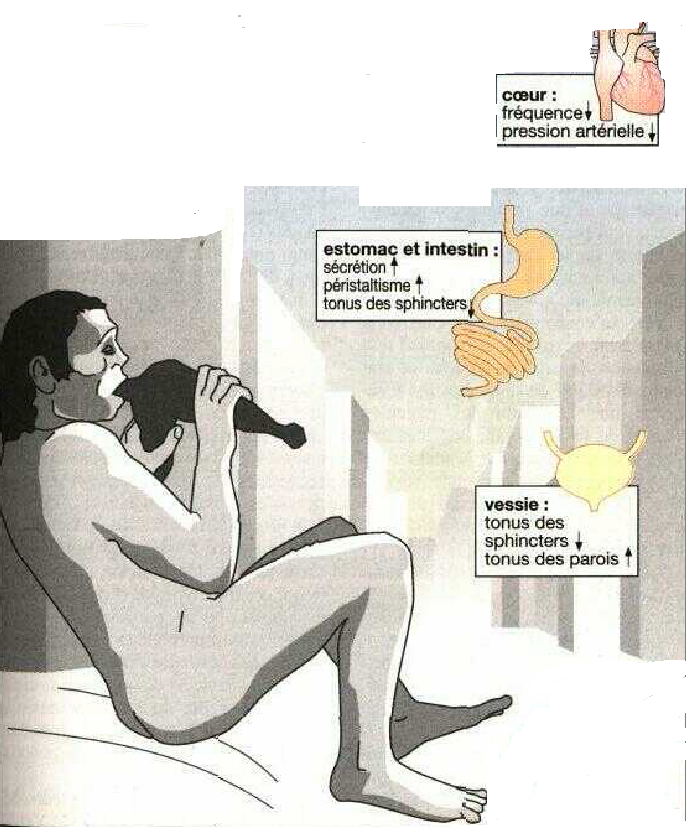 cœur :
fréquence↓
pression artérielle↓
estomac et intestin :
sécrétion↑
péristaltisme↑
tonus des sphincters↓
vessie :
tonus des
sphincters↓
tonus des parois↑